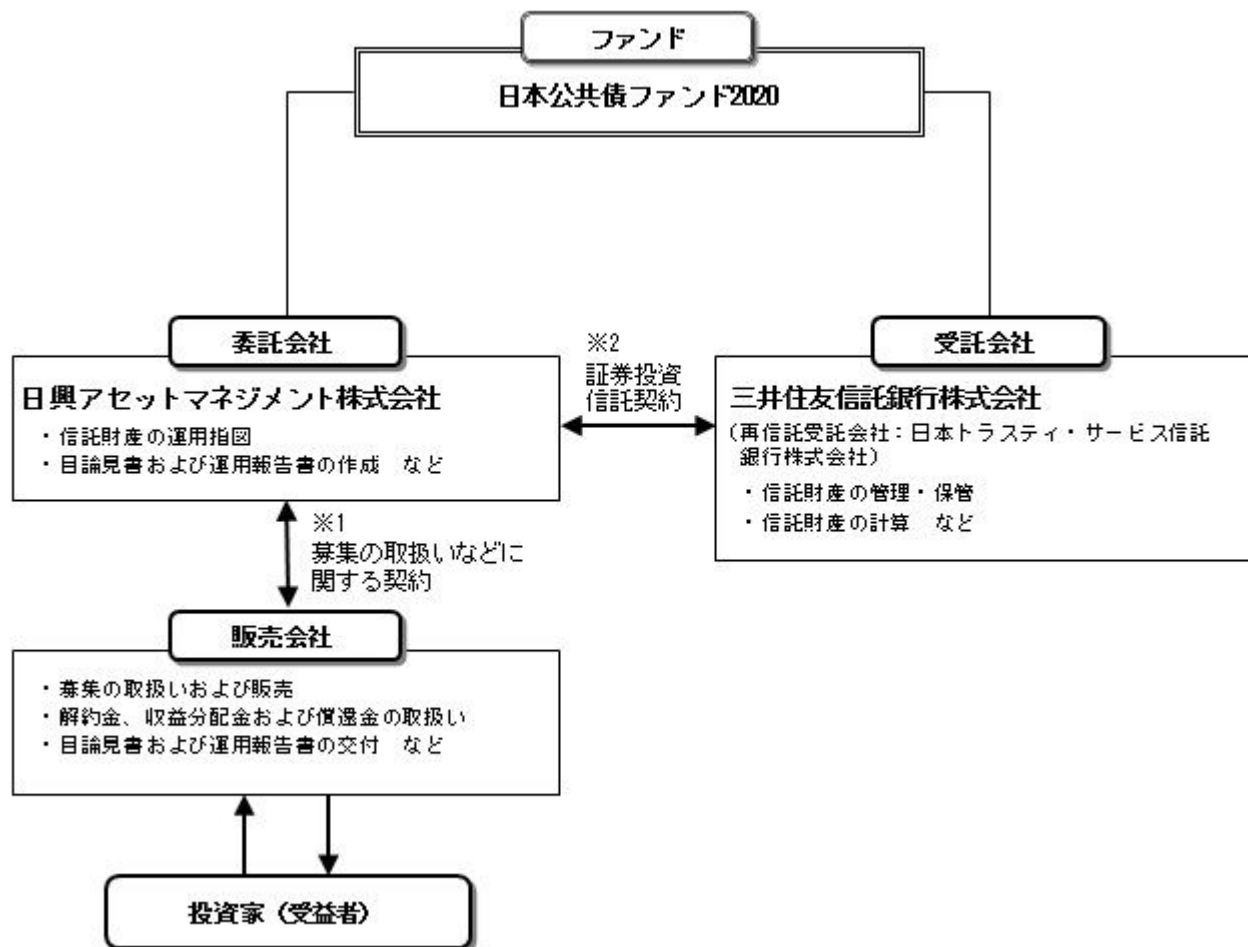 ファンド
日本公共債ファンド2020
委託会社
日興アセットマネジメント株式会社
・信託財産の運用指図
・目論見書および運用報告書の作成　など
※2
証券投資
信託契約
受託会社
三井住友信託銀行株式会社
（再信託受託会社：日本トラスティ・サービス信託
銀行株式会社）
・信託財産の管理・保管
・信託財産の計算　など
※1
募集の取扱いなどに
関する契約
販売会社
・募集の取扱いおよび販売
・解約金、収益分配金および償還金の取扱い
・目論見書および運用報告書の交付　など
投資家（受益者）